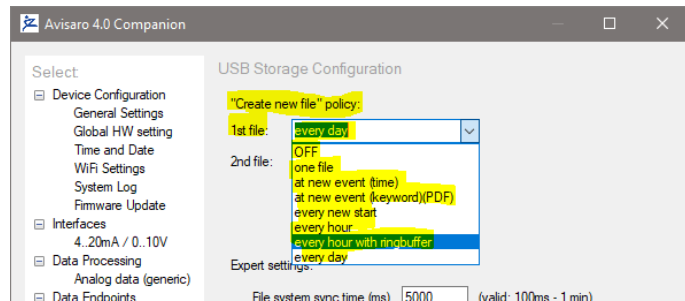 Avisaro 4.0 Companion
Select:
Device Configuration
General Settings
Global HW setting
Time and Date
WiFi Settings
System Log
Firmware Update
Interfaces
4..20mA / 0..10V
Data Processing
Analog data (generic)
Data Endpoints
USB Storage Configuration
"Create new file" policy:
1st file: every day
2nd file:
OFF
one file
at new event (time)
at new event (keyword)(PDF)
every new start
every hour
every hour with ringbuffer
every day
Expert settings:
File system sync time (ms) 5000 (valid: 100ms - 1 min)